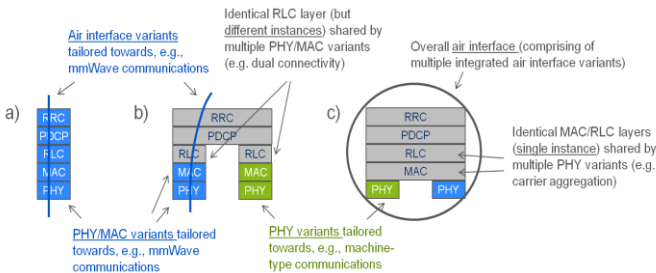 Air interface variants
tailored towards, e.g.,
mmWave communications
Identical RLC layer (but
different instances) shared by
multiple PHY/MAC variants
(e.g. dual connectivity)
Overall air interface (comprising of
multiple integrated air interface variants)
a)
RRC
PDCP
RLC
MAC
PHY
b)
RRC
PDCP
RLC
RLC
MAC
MAC
PHY
PHY
c)
RRC
PDCP
RLC
MAC
PHY
PHY
Identical MAC/RLC layers
(single instance) shared by
multiple PHY variants (e.g.
carrier aggregation)
PHY/MAC variants tailored
towards, e.g., mmWave
communications
PHY variants tailored
towards, e.g., machine-
type communications